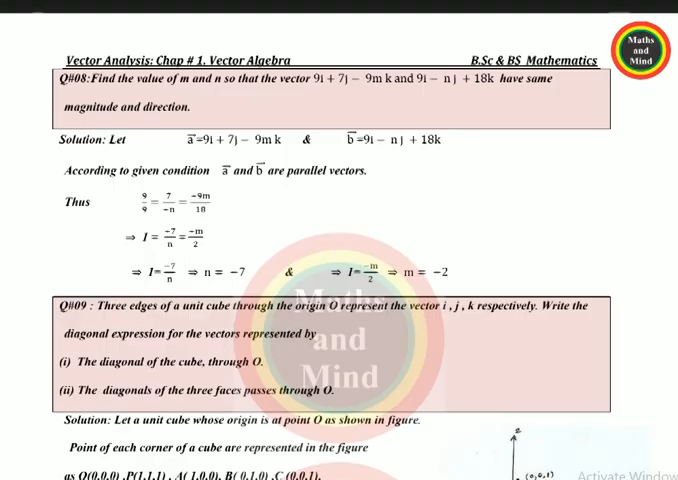 Maths
and
Mind
Vector Analysis: Chap # 1. Vector Algebra B.Sc & BS Mathematics
Q#08:Find the value of m and n so that the vector 9i + 7j − 9m k and 9i − n j + 18k have same
magnitude and direction.
Solution: Let a⃗=9i + 7j − 9m k & b⃗=9i − n j + 18k
According to given condition a⃗ and b⃗ are parallel vectors.
Thus 9/9 = 7/−n = −9m/18
⇒ 1 = −7/n = −m/2
⇒ 1= −7/n ⇒ n = −7 & ⇒ 1= −m/2 ⇒ m = −2
Q#09 : Three edges of a unit cube through the origin O represent the vector i , j , k respectively. Write the
diagonal expression for the vectors represented by
(i) The diagonal of the cube, through O.
(ii) The diagonals of the three faces passes through O.
Maths
and
Mind
Solution: Let a unit cube whose origin is at point O as shown in figure.
Point of each corner of a cube are represented in the figure
z
as O(0,0,0) ,P(1,1,1) , A( 1,0,0), B( 0,1,0) ,C (0,0,1).
(0,0,1)
Activate Window